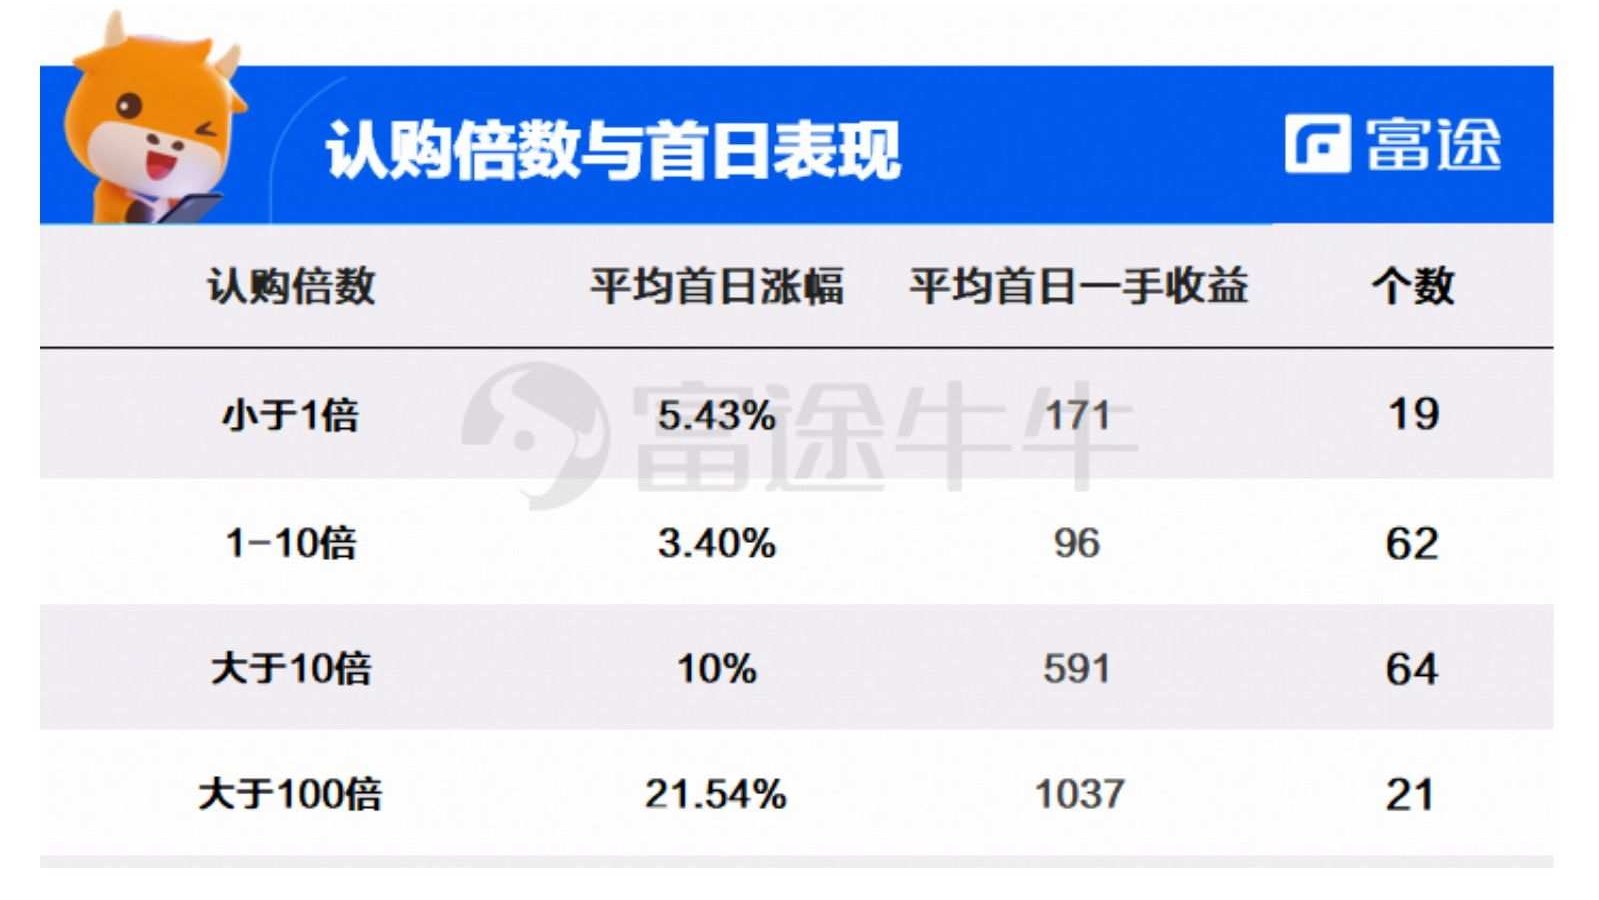 认购倍数与首日表现
富途
认购倍数 平均首日涨幅 平均首日一手收益 个数
富途牛牛
小于1倍 5.43% 171 19
1-10倍 3.40% 96 62
大于10倍 10% 591 64
大于100倍 21.54% 1037 21